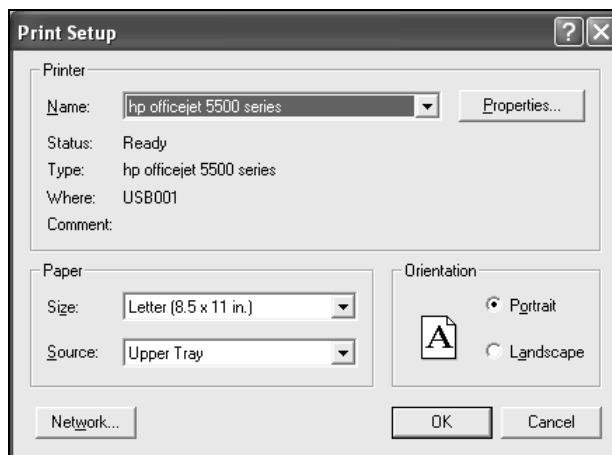 Print Setup
Printer
Name: hp officejet 5500 series Properties...
Status: Ready
Type: hp officejet 5500 series
Where: USB001
Comment:
Paper
Size: Letter (8.5 x 11 in.)
Source: Upper Tray
Orientation
A
Portrait
Landscape
Network... OK Cancel